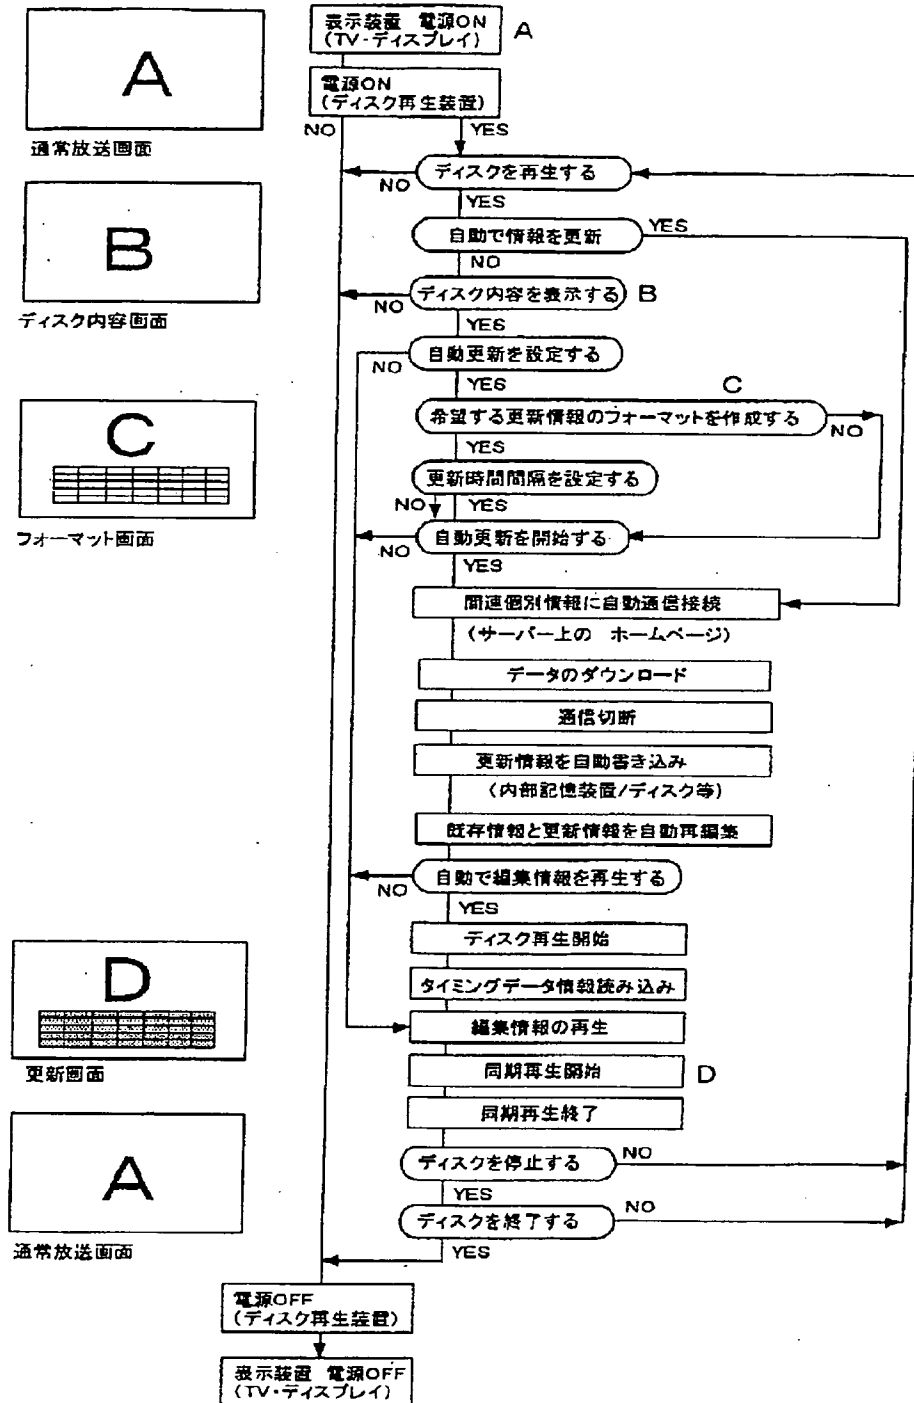 表示装置 電源ON
(TV・ディスプレイ)
A
A
通常放送画面
電源ON
(ディスク再生装置)
NO
YES
ディスクを再生する
NO
YES
B
ディスク内容画面
自動で情報を更新
YES
NO
ディスク内容を表示する
B
NO
YES
自動更新を設定する
NO
YES
C
C
フォーマット画面
希望する更新情報のフォーマットを作成する
NO
YES
更新時間間隔を設定する
NO
YES
自動更新を開始する
NO
YES
関連個別情報に自動通信接続
(サーバー上の ホームページ)
データのダウンロード
通信切断
更新情報を自動書き込み
(内部記憶装置/ディスク等)
既存情報と更新情報を自動再編集
自動で編集情報を再生する
NO
YES
ディスク再生開始
D
更新画面
タイミングデータ情報読み込み
編集情報の再生
同期再生開始
D
同期再生終了
A
通常放送画面
ディスクを停止する
NO
YES
ディスクを終了する
NO
YES
電源OFF
(ディスク再生装置)
表示装置 電源OFF
(TV・ディスプレイ)